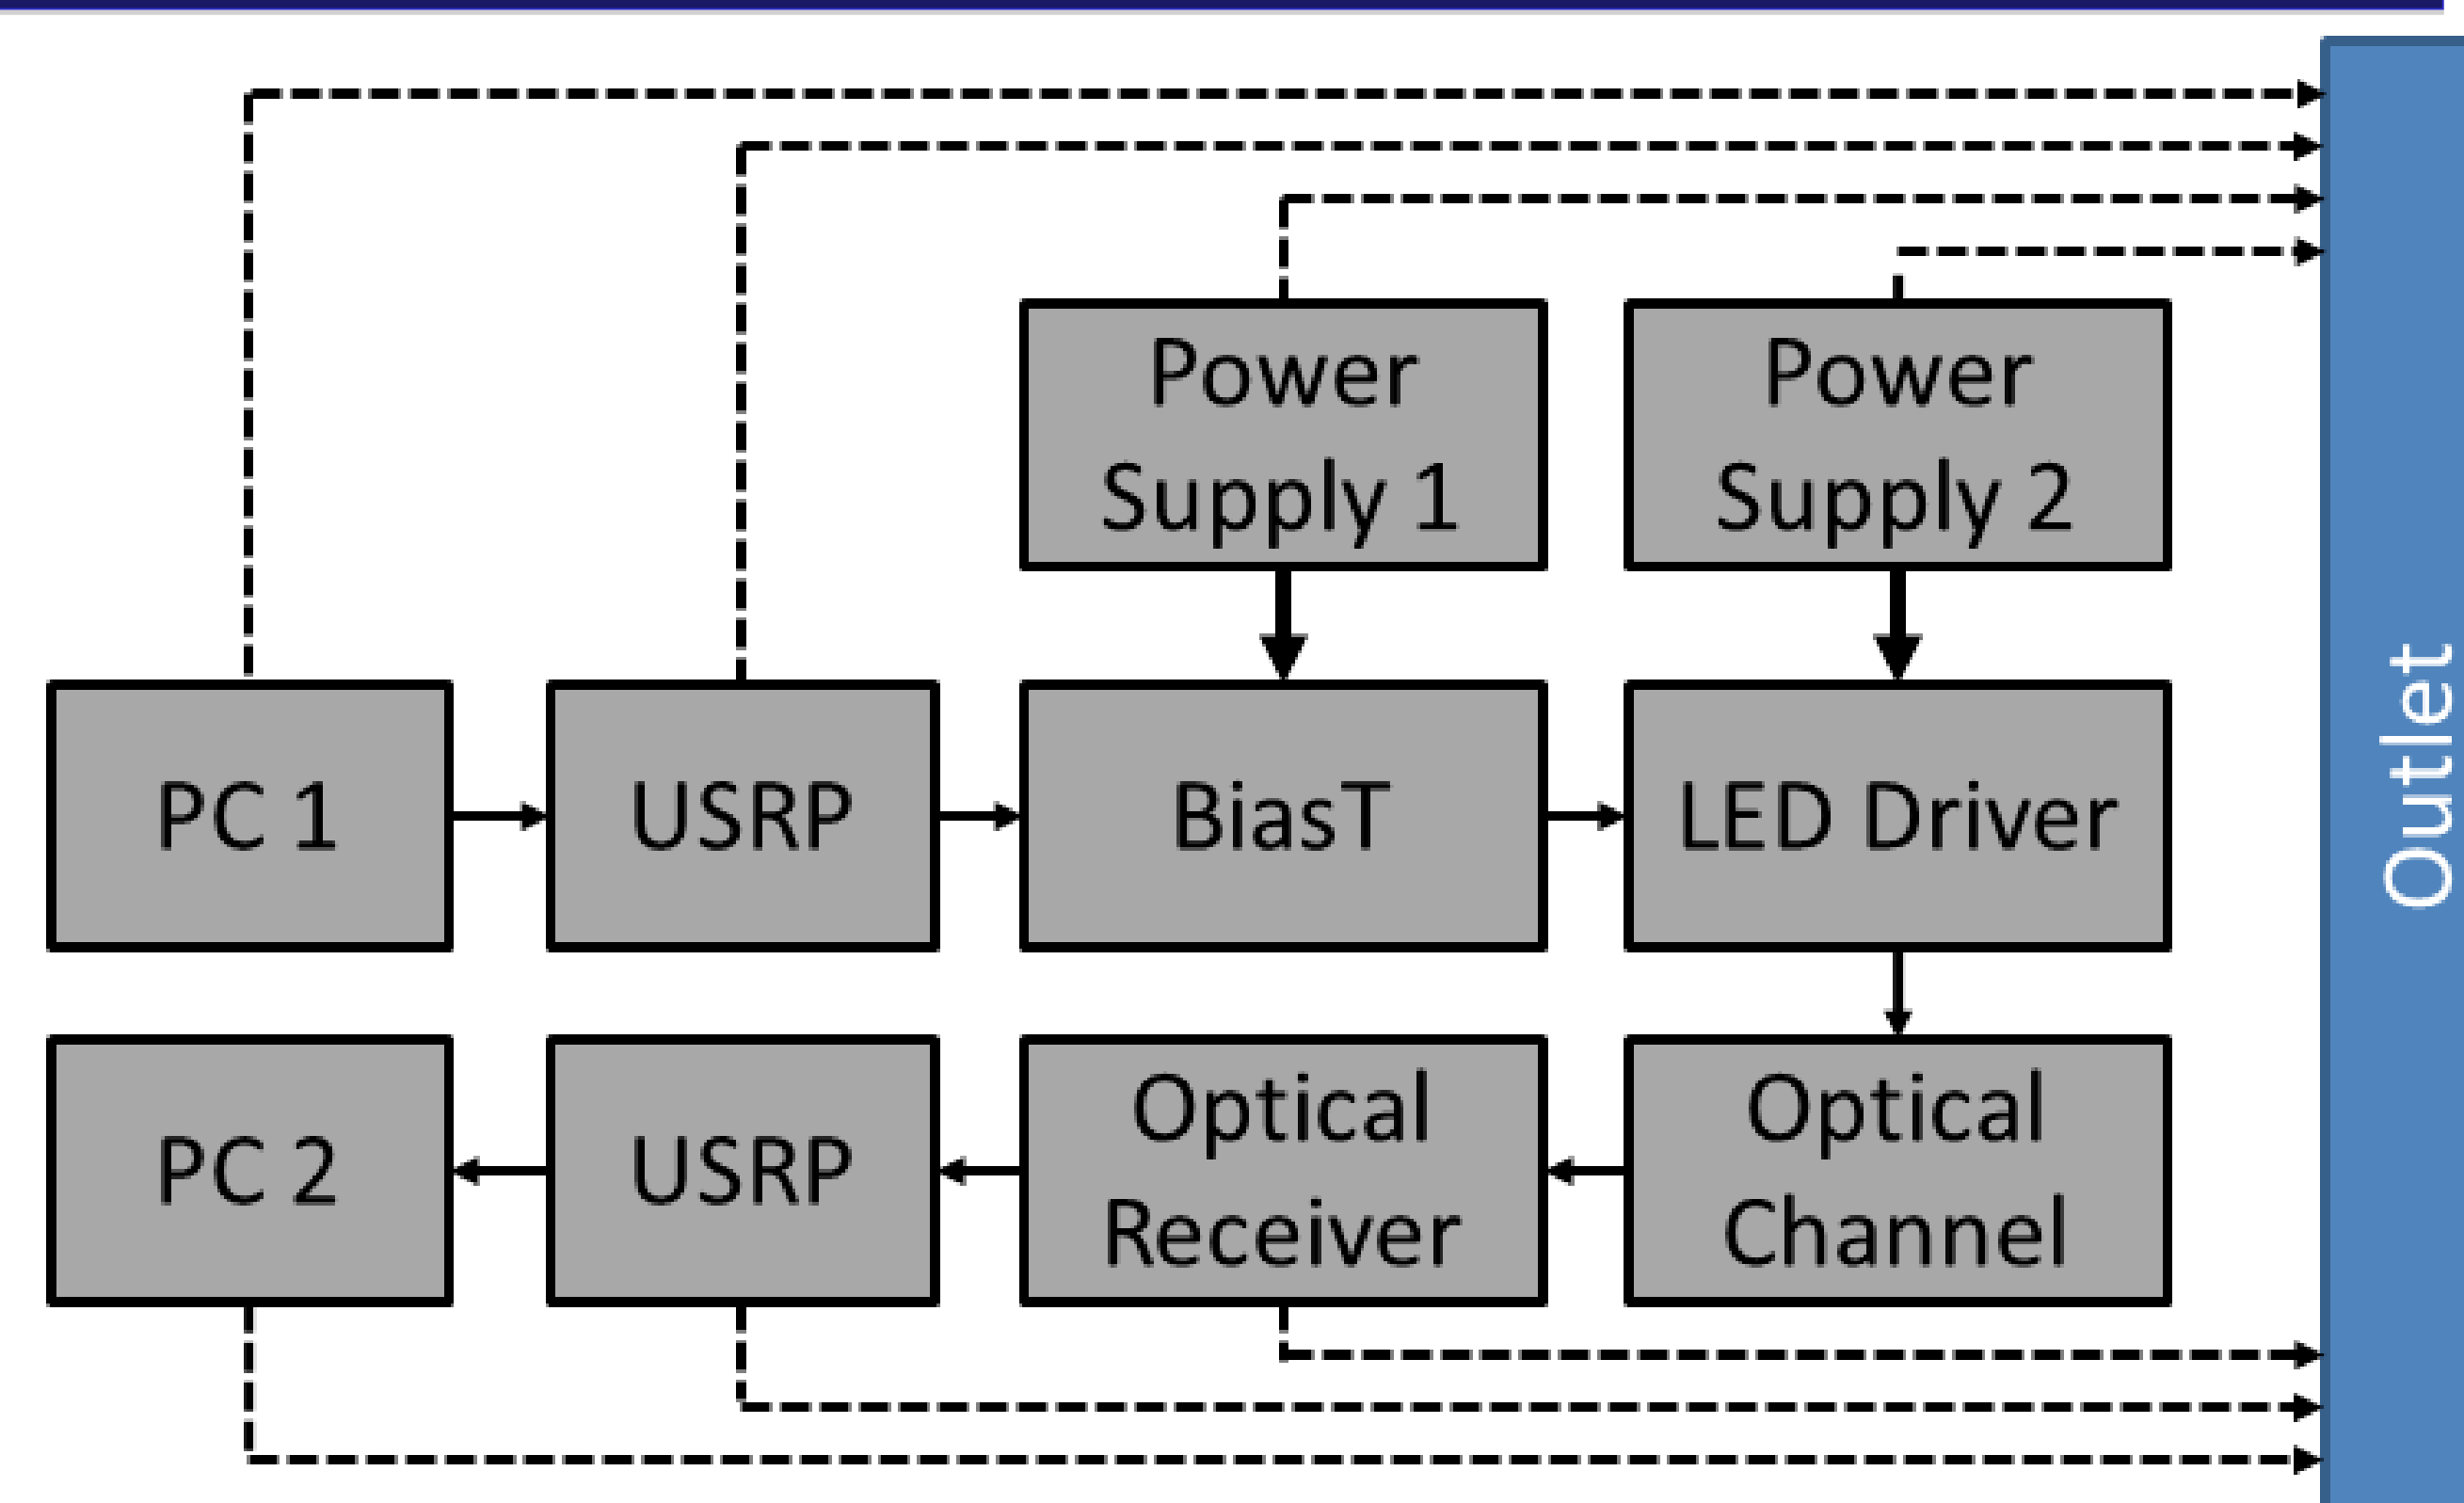 Power
Supply 1
Power
Supply 2
PC 1
USRP
BiasT
LED Driver
Outlet
PC 2
USRP
Optical
Receiver
Optical
Channel